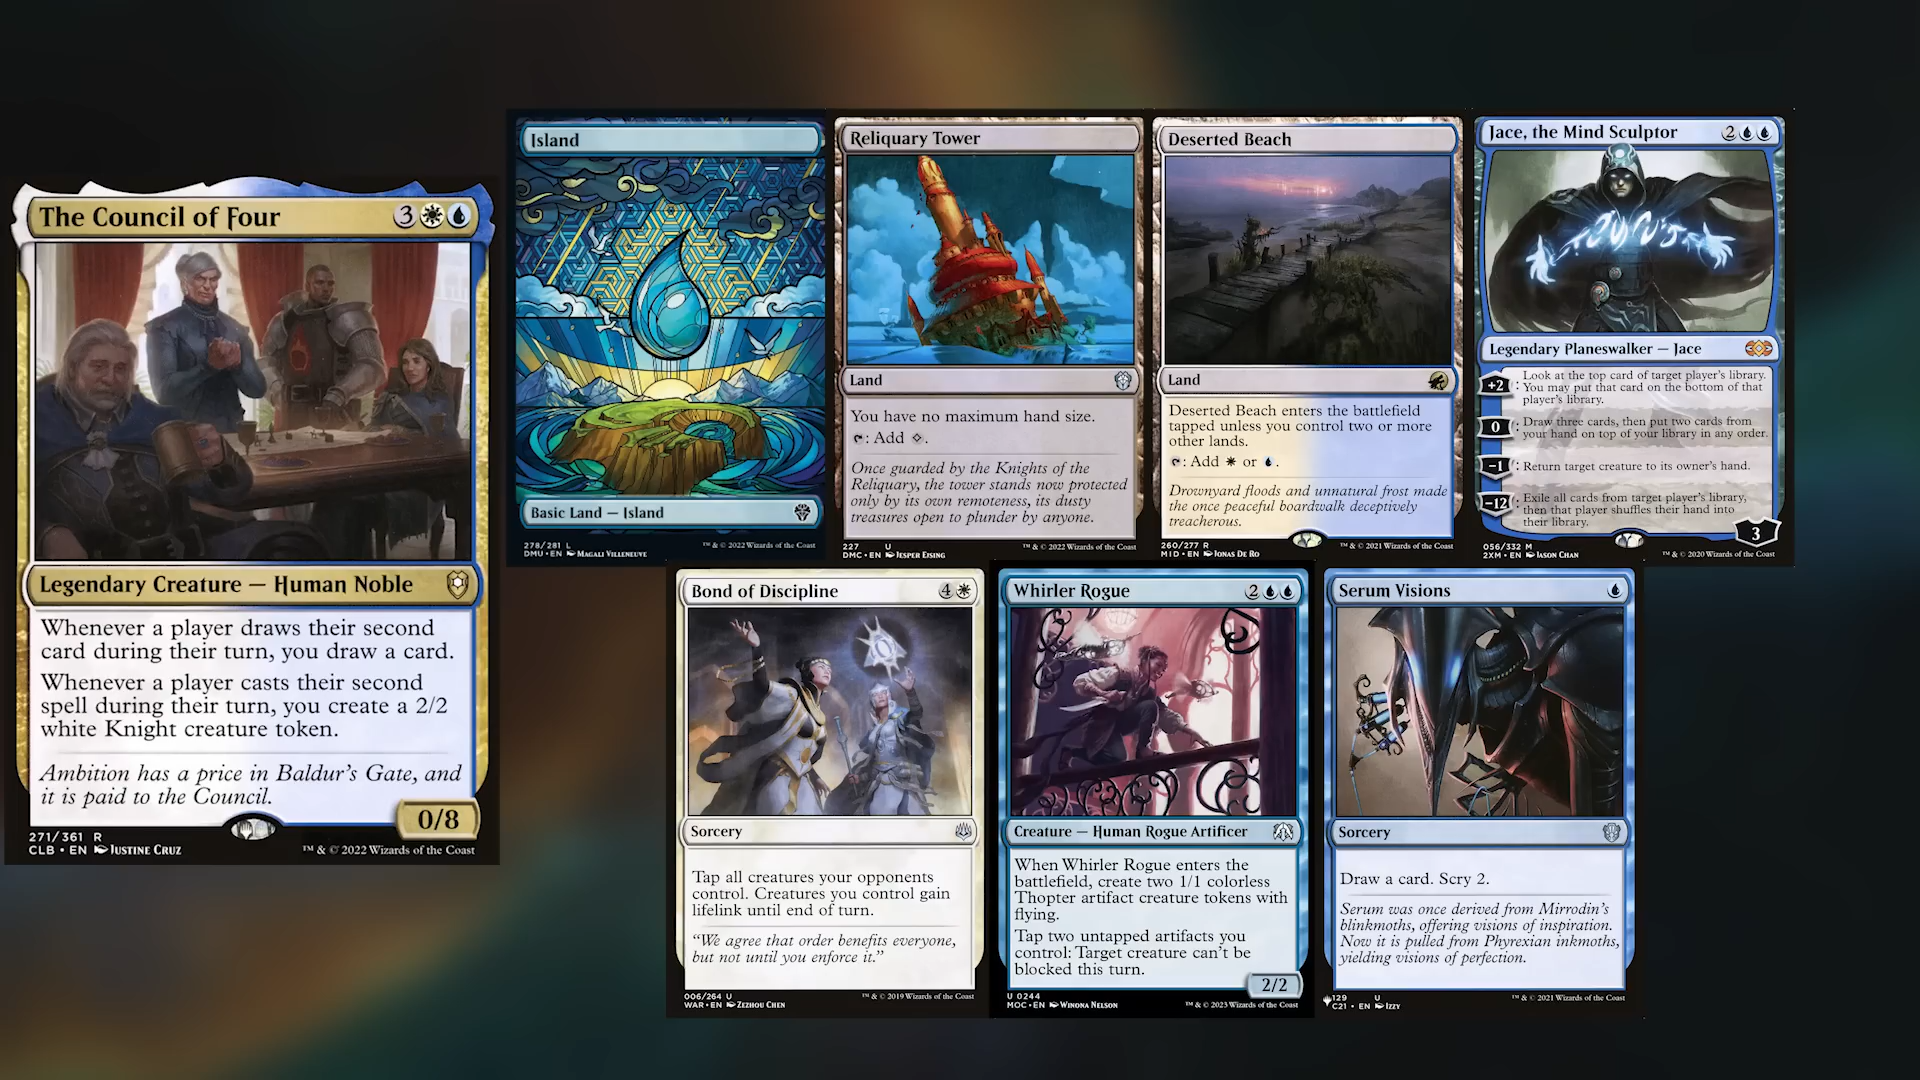 The Council of Four
3
Legendary Creature — Human Noble
Whenever a player draws their second
card during their turn, you draw a card.
Whenever a player casts their second
spell during their turn, you create a 2/2
white Knight creature token.
Ambition has a price in Baldur's Gate, and
it is paid to the Council.
0/8
271/361 R
CLB • EN JUSTINE CRUZ
™ & © 2022 Wizards of the Coast
Island
Basic Land — Island
278/281 L
DMU • EN MAGALI VILLENEUVE
™ & © 2022 Wizards of the Coast
Reliquary Tower
Land
You have no maximum hand size.
: Add .
Once guarded by the Knights of the
Reliquary, the tower stands now protected
only by its own remoteness, its dusty
treasures open to plunder by anyone.
227 U
DMC • EN JESPER EJSING
™ & © 2022 Wizards of the Coast
Deserted Beach
Land
Deserted Beach enters the battlefield
tapped unless you control two or more
other lands.
: Add or .
Drownyard floods and unnatural frost made
the once peaceful boardwalk deceptively
treacherous.
260/277 R
MID • EN JONAS DE RO
™ & © 2021 Wizards of the Coast
Jace, the Mind Sculptor
2
Legendary Planeswalker — Jace
+2: Look at the top card of target player's library.
You may put that card on the bottom of that
player's library.
0: Draw three cards, then put two cards from
your hand on top of your library in any order.
-1: Return target creature to its owner's hand.
-12: Exile all cards from target player's library,
then that player shuffles their hand into
their library.
3
056/332 M
2XM • EN JASON CHAN
™ & © 2020 Wizards of the Coast
Bond of Discipline
4
Sorcery
Tap all creatures your opponents
control. Creatures you control gain
lifelink until end of turn.
"We agree that order benefits everyone,
but not until you enforce it."
006/264 U
WAR • EN ZEZHOU CHEN
™ & © 2019 Wizards of the Coast
Whirler Rogue
2
Creature — Human Rogue Artificer
When Whirler Rogue enters the
battlefield, create two 1/1 colorless
Thopter artifact creature tokens with
flying.
Tap two untapped artifacts you
control: Target creature can't be
blocked this turn.
2/2
U 0244
MOC • EN WINONA NELSON
™ & © 2023 Wizards of the Coast
Serum Visions
Sorcery
Draw a card. Scry 2.
Serum was once derived from Mirrodin's
blinkmoths, offering visions of inspiration.
Now it is pulled from Phyrexian inkmoths,
yielding visions of perfection.
129 U
C21 • EN IZZY
™ & © 2021 Wizards of the Coast